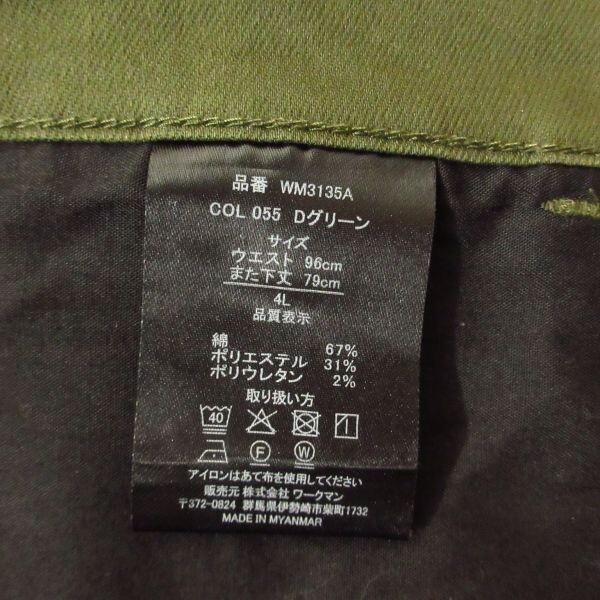 品番 WM3135A
COL 055 Dグリーン
サイズ
ウエスト 96cm
また下丈 79cm
4L
品質表示
綿 67%
ポリエステル 31%
ポリウレタン 2%
取り扱い方
40
F W
アイロンはあて布を使用してください
販売元 株式会社 ワークマン
〒372-0824 群馬県伊勢崎市柴町1732
MADE IN MYANMAR